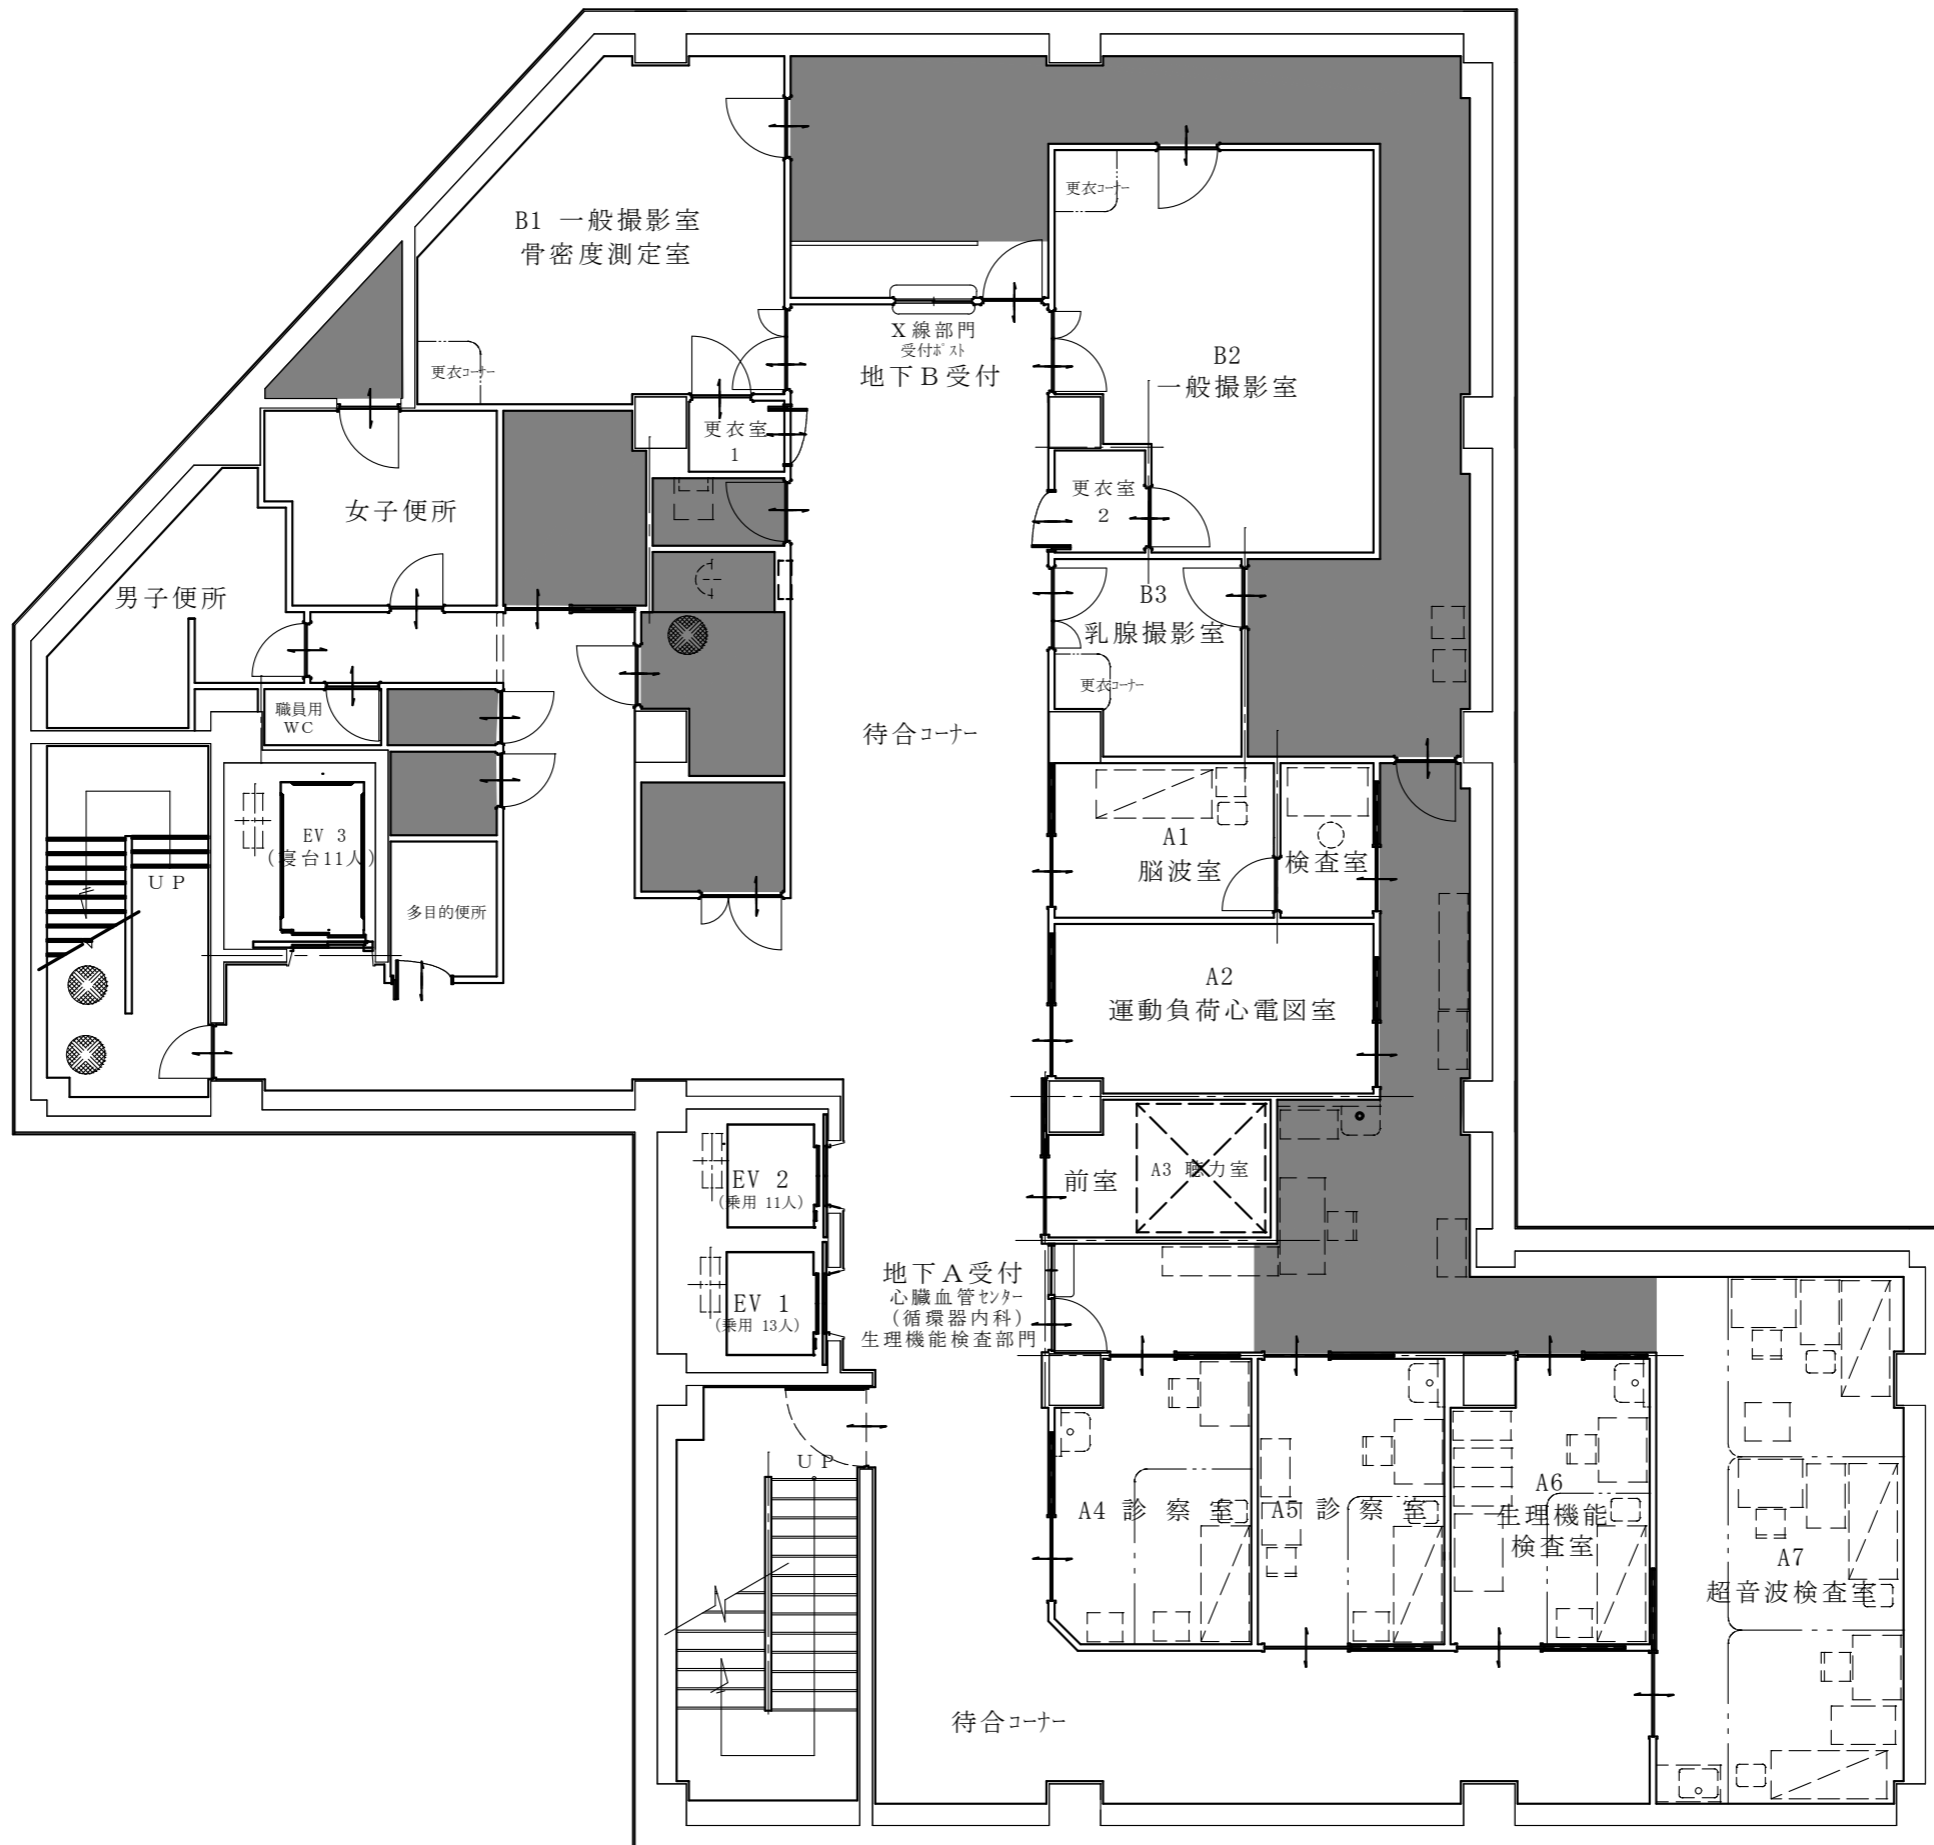 B1 一般撮影室
骨密度測定室
更衣コーナー
更衣コーナー
X線部門
受付ポスト
地下B受付
B2
一般撮影室
更衣室
1
更衣室
2
女子便所
男子便所
B3
乳腺撮影室
更衣コーナー
職員用
WC
待合コーナー
EV 3
(寝台11人)
UP
多目的便所
A1
脳波室
検査室
A2
運動負荷心電図室
前室
A3 聴力室
EV 2
(乗用 11人)
EV 1
(乗用 13人)
地下A受付
心臓血管センター
(循環器内科)
生理機能検査部門
UP
A4 診察室
A5 診察室
A6
生理機能
検査室
A7
超音波検査室
待合コーナー